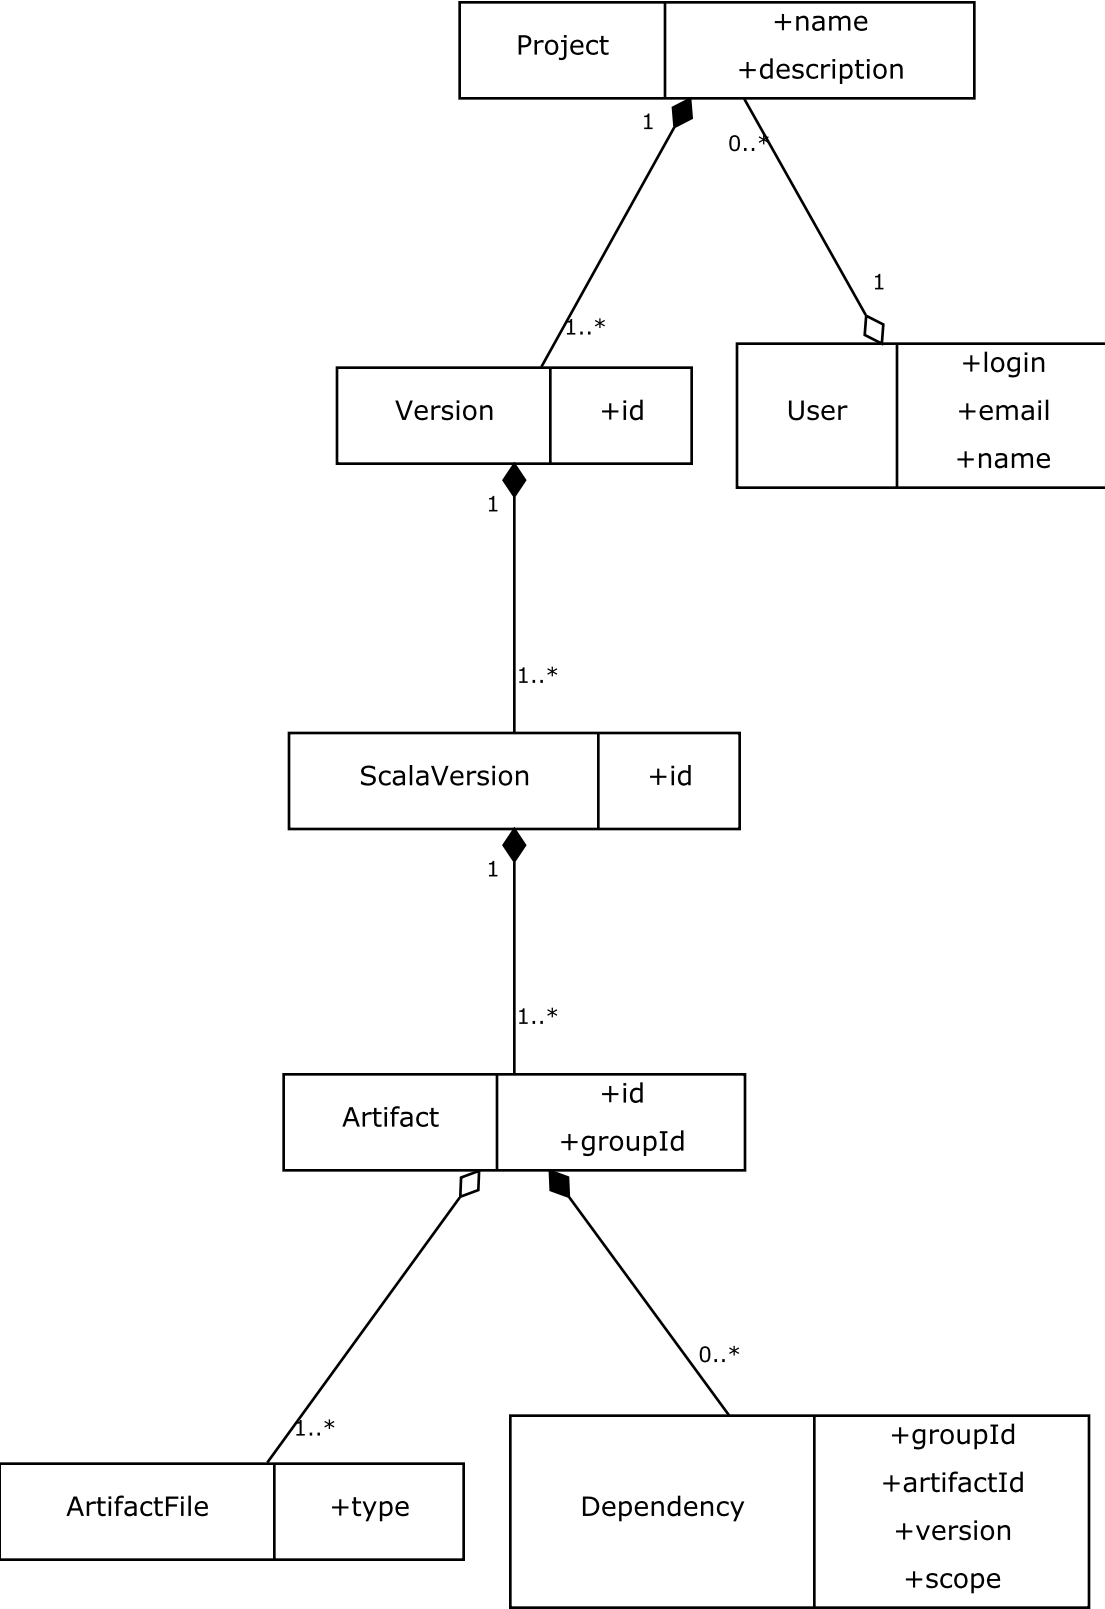 Project
+name
+description
1
0..*
1
1..*
Version
+id
User
+login
+email
+name
1
1..*
ScalaVersion
+id
1
1..*
Artifact
+id
+groupId
0..*
1..*
ArtifactFile
+type
Dependency
+groupId
+artifactId
+version
+scope